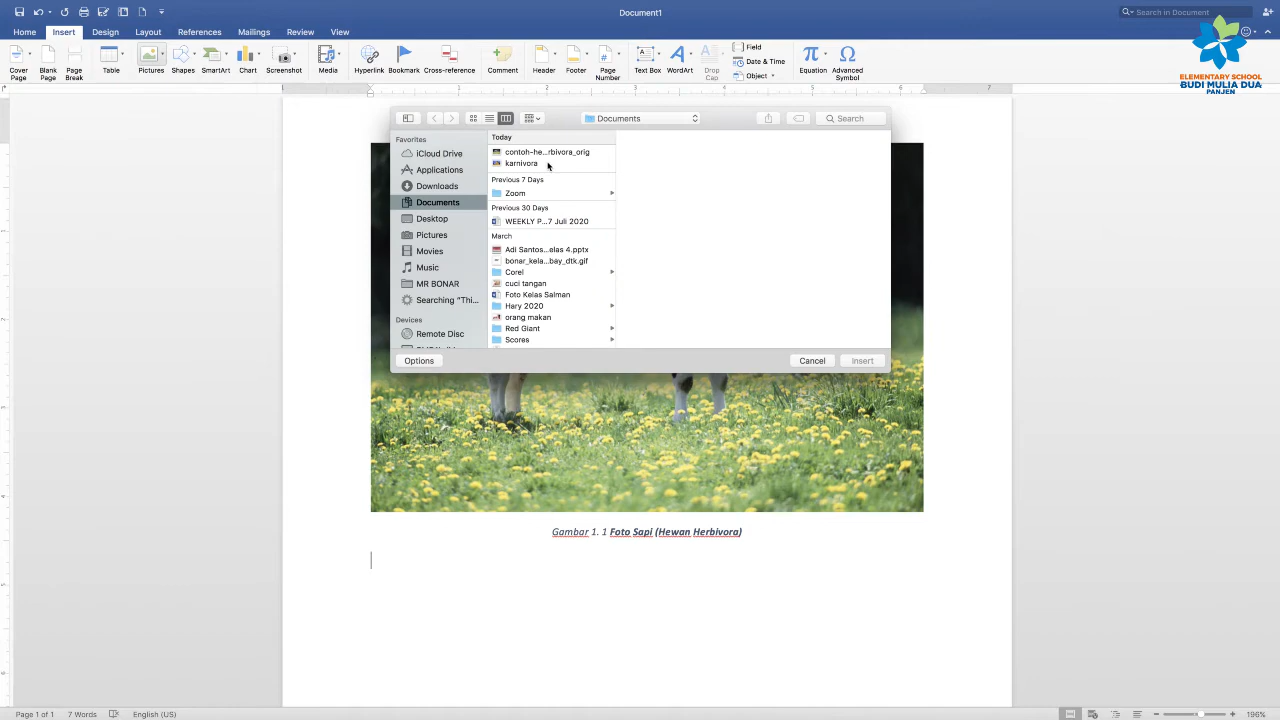 Document1
Search in Document
Home
Insert
Design
Layout
References
Mailings
Review
View
Cover Page
Blank Page
Page Break
Table
Pictures
Shapes
SmartArt
Chart
Screenshot
Media
Hyperlink
Bookmark
Cross-reference
Comment
Header
Footer
Page Number
Text Box
WordArt
Drop Cap
Field
Date & Time
Object
Equation
Advanced Symbol
ELEMENTARY SCHOOL
BUDI MULIA DUA
PANJEN
Documents
Search
Favorites
iCloud Drive
Applications
Downloads
Documents
Desktop
Pictures
Movies
Music
MR BONAR
Searching “Thi...
Devices
Remote Disc
Today
contoh-he...rbivora_orig
karnivora
Previous 7 Days
Zoom
Previous 30 Days
WEEKLY P...7 Juli 2020
March
Adi Santos...elas 4.pptx
bonar_kela...bay_dtk.gif
Corel
cuci tangan
Foto Kelas Salman
Hary 2020
orang makan
Red Giant
Scores
Options
Cancel
Insert
Gambar 1. 1 Foto Sapi (Hewan Herbivora)
Page 1 of 1
7 Words
English (US)
196%